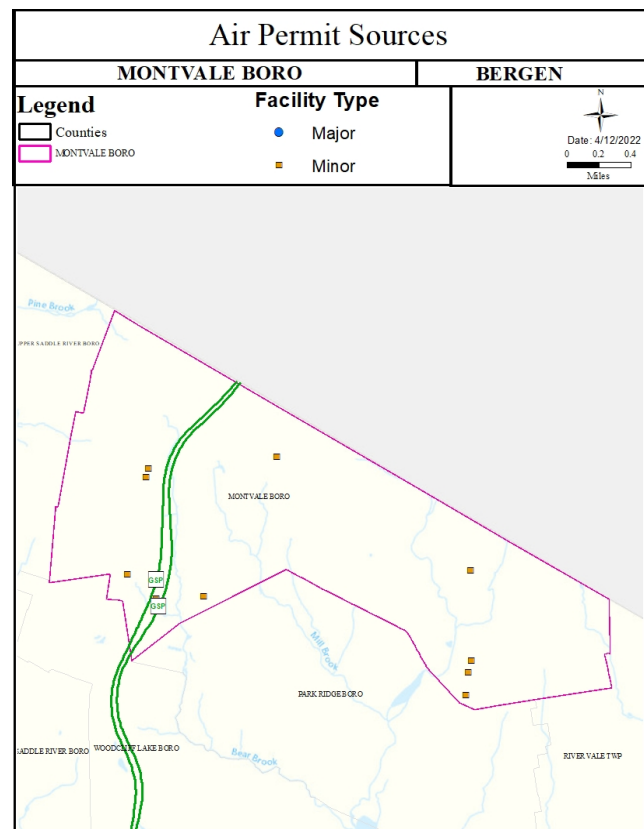 Air Permit Sources
MONTVALE BORO
BERGEN
Legend
Counties
MONTVALE BORO
Facility Type
Major
Minor
N
Date: 4/12/2022
0 0.2 0.4
Miles
Pine Brook
UPPER SADDLE RIVER BORO
MONTVALE BORO
GSP
GSP
Mill Brook
PARK RIDGE BORO
SADDLE RIVER BORO
WOODCLIFF LAKE BORO
Bear Brook
RIVER VALE TWP